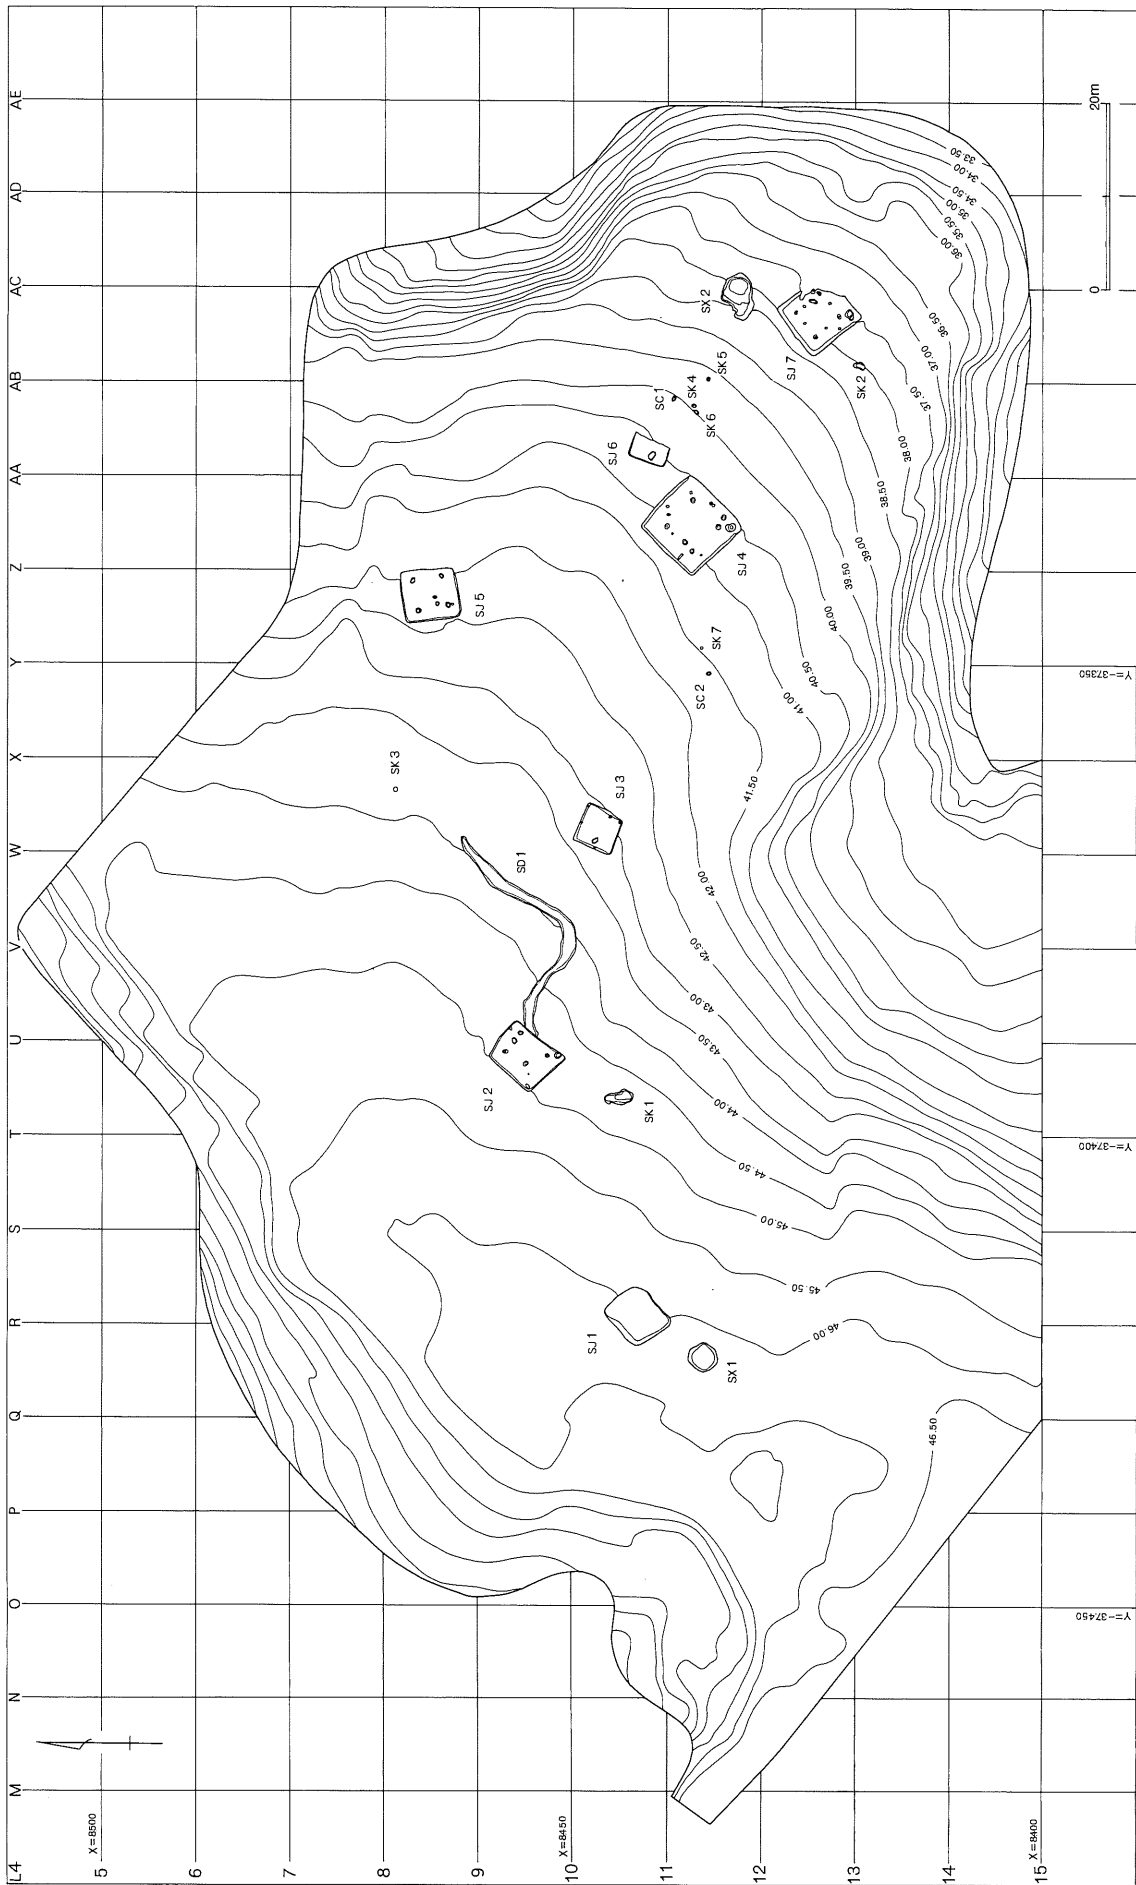 L4
M
N
O
P
Q
R
S
T
U
V
W
X
Y
Z
AA
AB
AC
AD
AE
5
6
7
8
9
10
11
12
13
14
15
X=8500
X=8450
X=8400
Y=-37450
Y=-37400
Y=-37350
SJ 1
SX 1
SJ 2
SK 1
SD 1
SK 3
SJ 3
SJ 5
SC 2
SK 7
SJ 4
SJ 6
SC 1
SK 4
SK 6
SK 5
SX 2
SJ 7
SK 2
46.50
46.00
45.50
45.00
44.50
44.00
43.50
43.00
42.50
42.00
41.50
41.00
40.50
40.00
39.50
39.00
38.50
38.00
37.50
37.00
36.50
36.00
35.50
35.00
34.50
34.00
33.50
0
20m